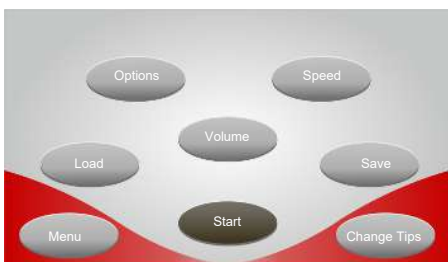 Options
Speed
Volume
Load
Save
Start
Menu
Change Tips